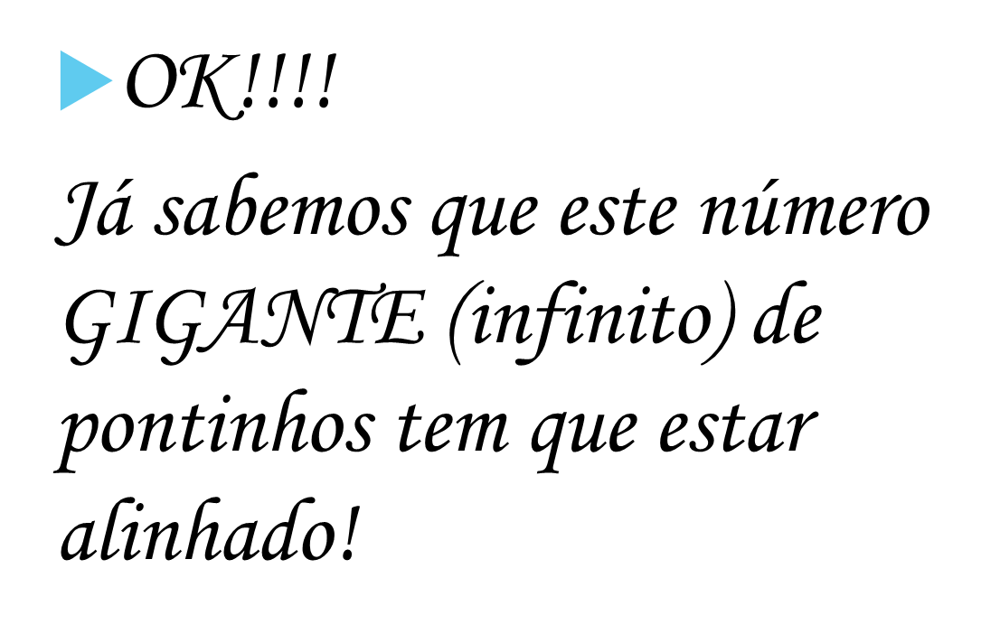 OK!!!!
Já sabemos que este número
GIGANTE (infinito) de
pontinhos tem que estar
alinhado!